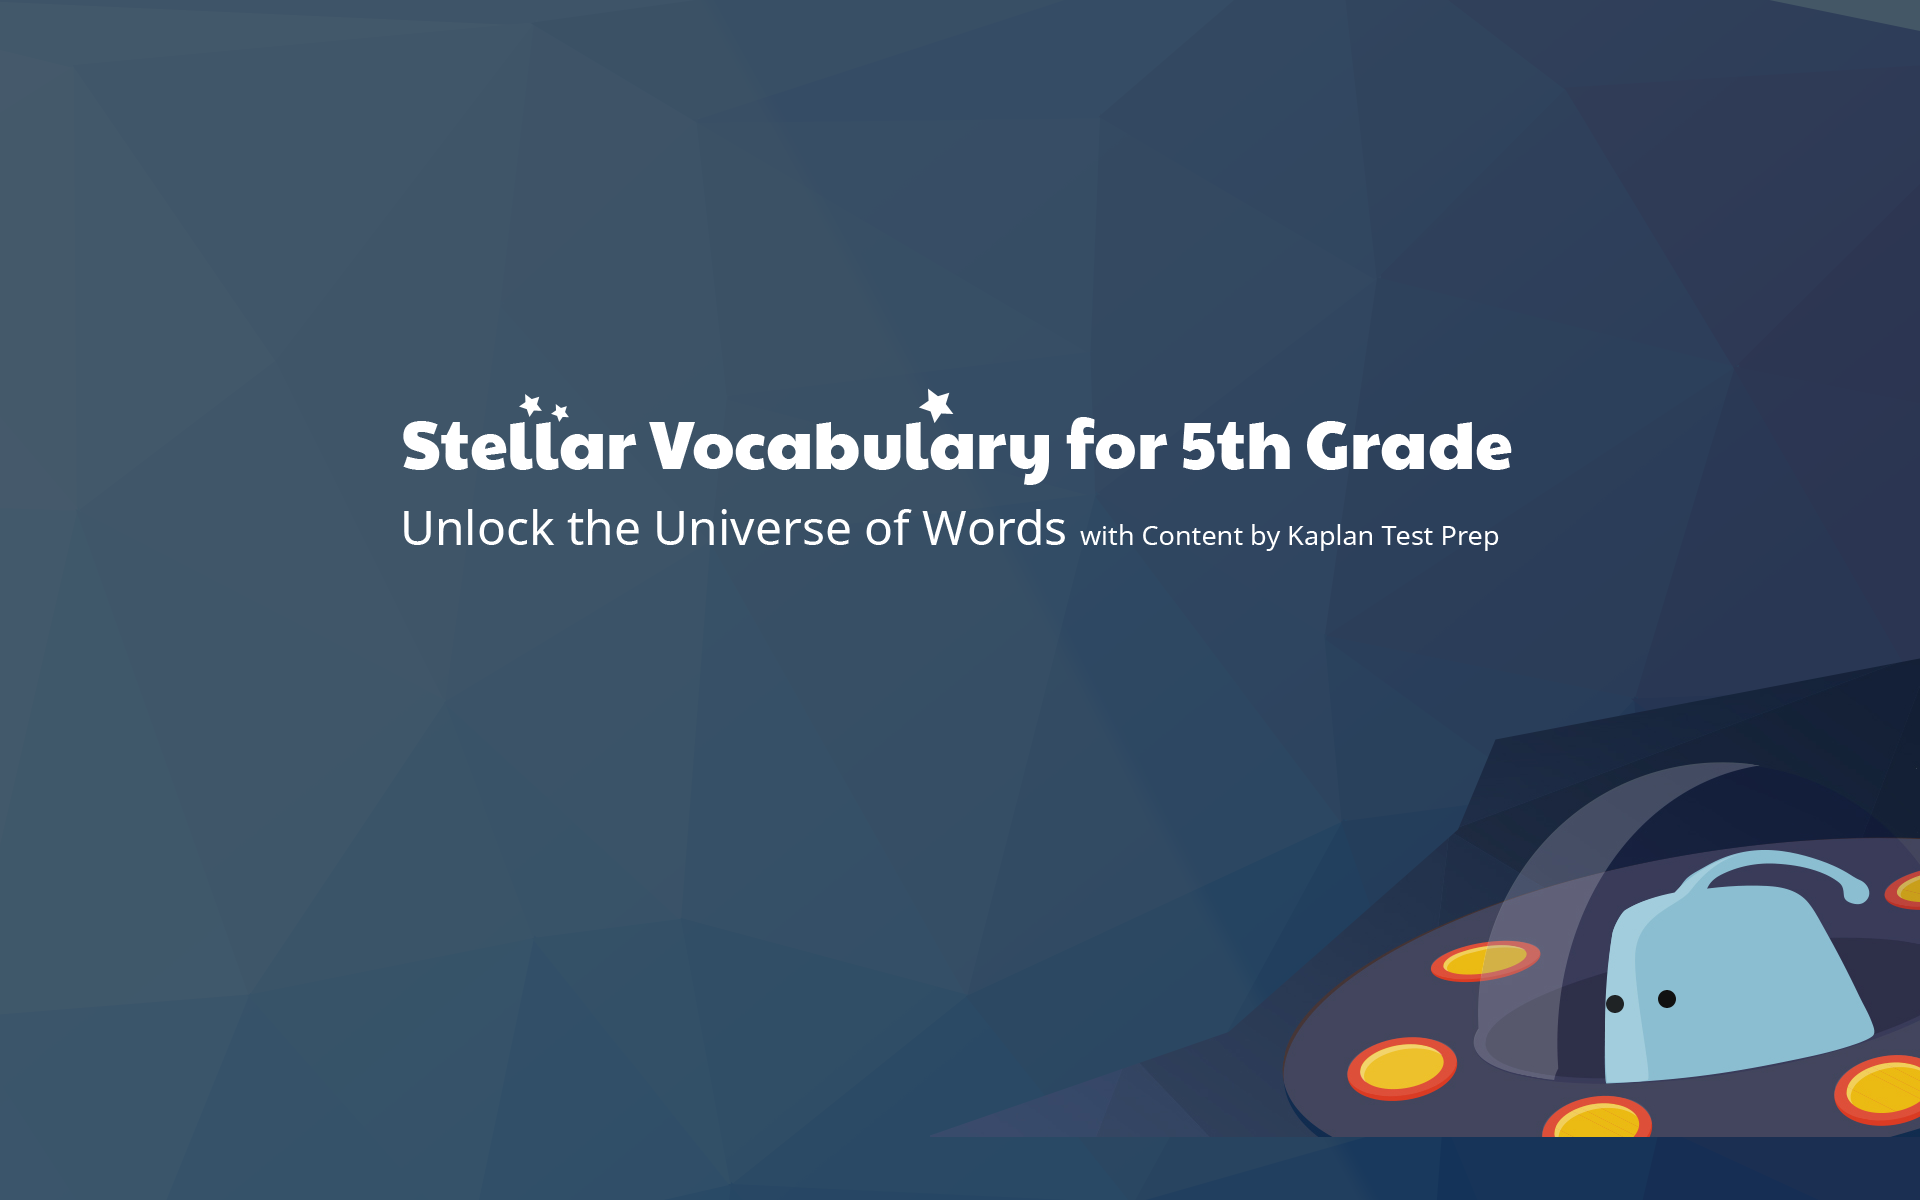 Stellar Vocabulary for 5th Grade
Unlock the Universe of Words with Content by Kaplan Test Prep